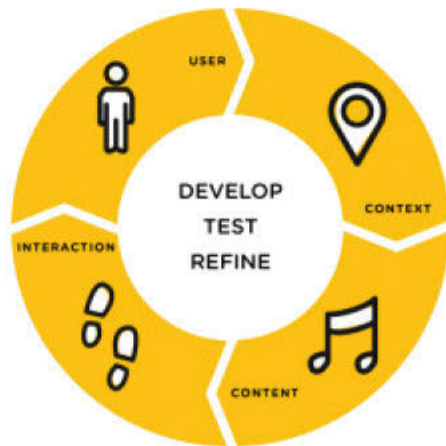 USER
CONTEXT
DEVELOP
TEST
REFINE
INTERACTION
CONTENT